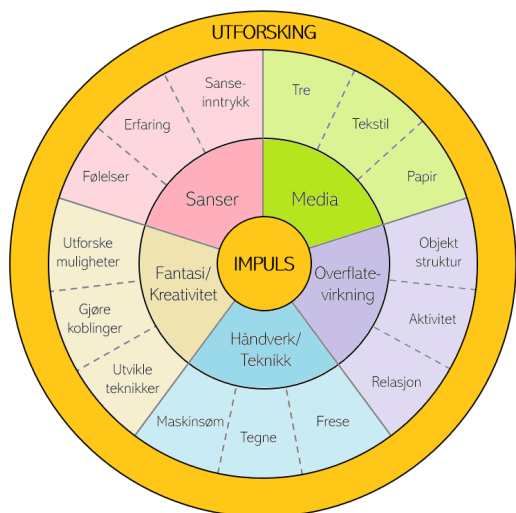 UTFORSKING
Sanse-
inntrykk
Tre
Erfaring
Tekstil
Følelser
Papir
Sanser
Media
Utforske
muligheter
Objekt
struktur
Fantasi/
Kreativitet
IMPULS
Overflate-
virkning
Gjøre
koblinger
Aktivitet
Håndverk/
Teknikk
Utvikle
teknikker
Relasjon
Maskinsøm
Tegne
Frese